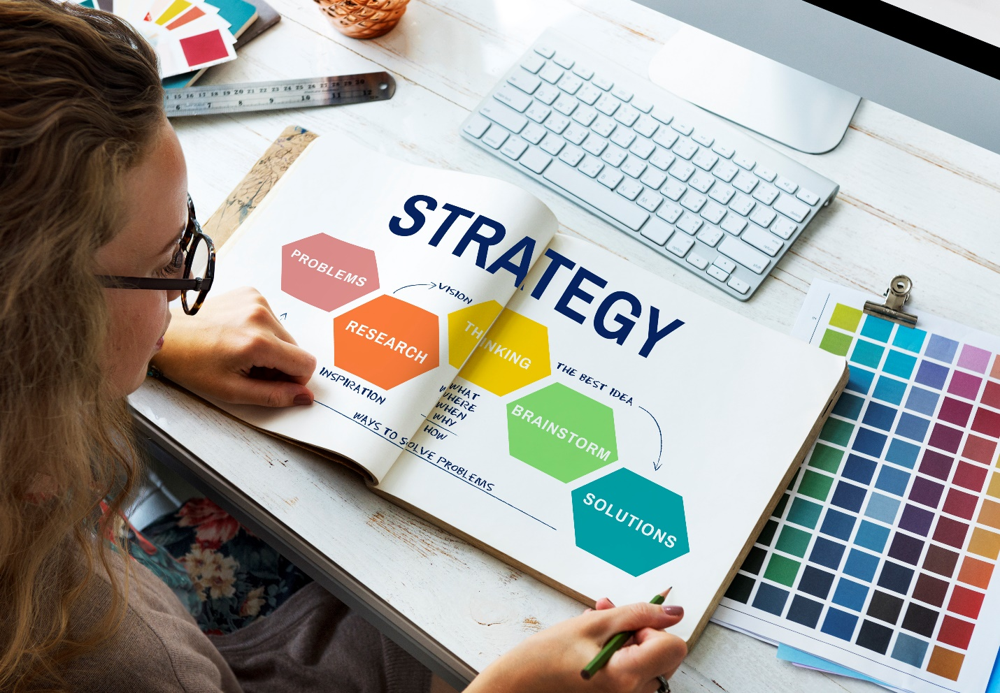 STRATEGY
PROBLEMS
VISION
RESEARCH
THINKING
INSPIRATION
THE BEST IDEA
WHAT
WHERE
WHEN
WHY
HOW
BRAINSTORM
WAYS TO SOLVE PROBLEMS
SOLUTIONS
15 16 17 18 19 20 21 22 23 24 25 26 27 28 29 30
6 7 8 9 10 11 12